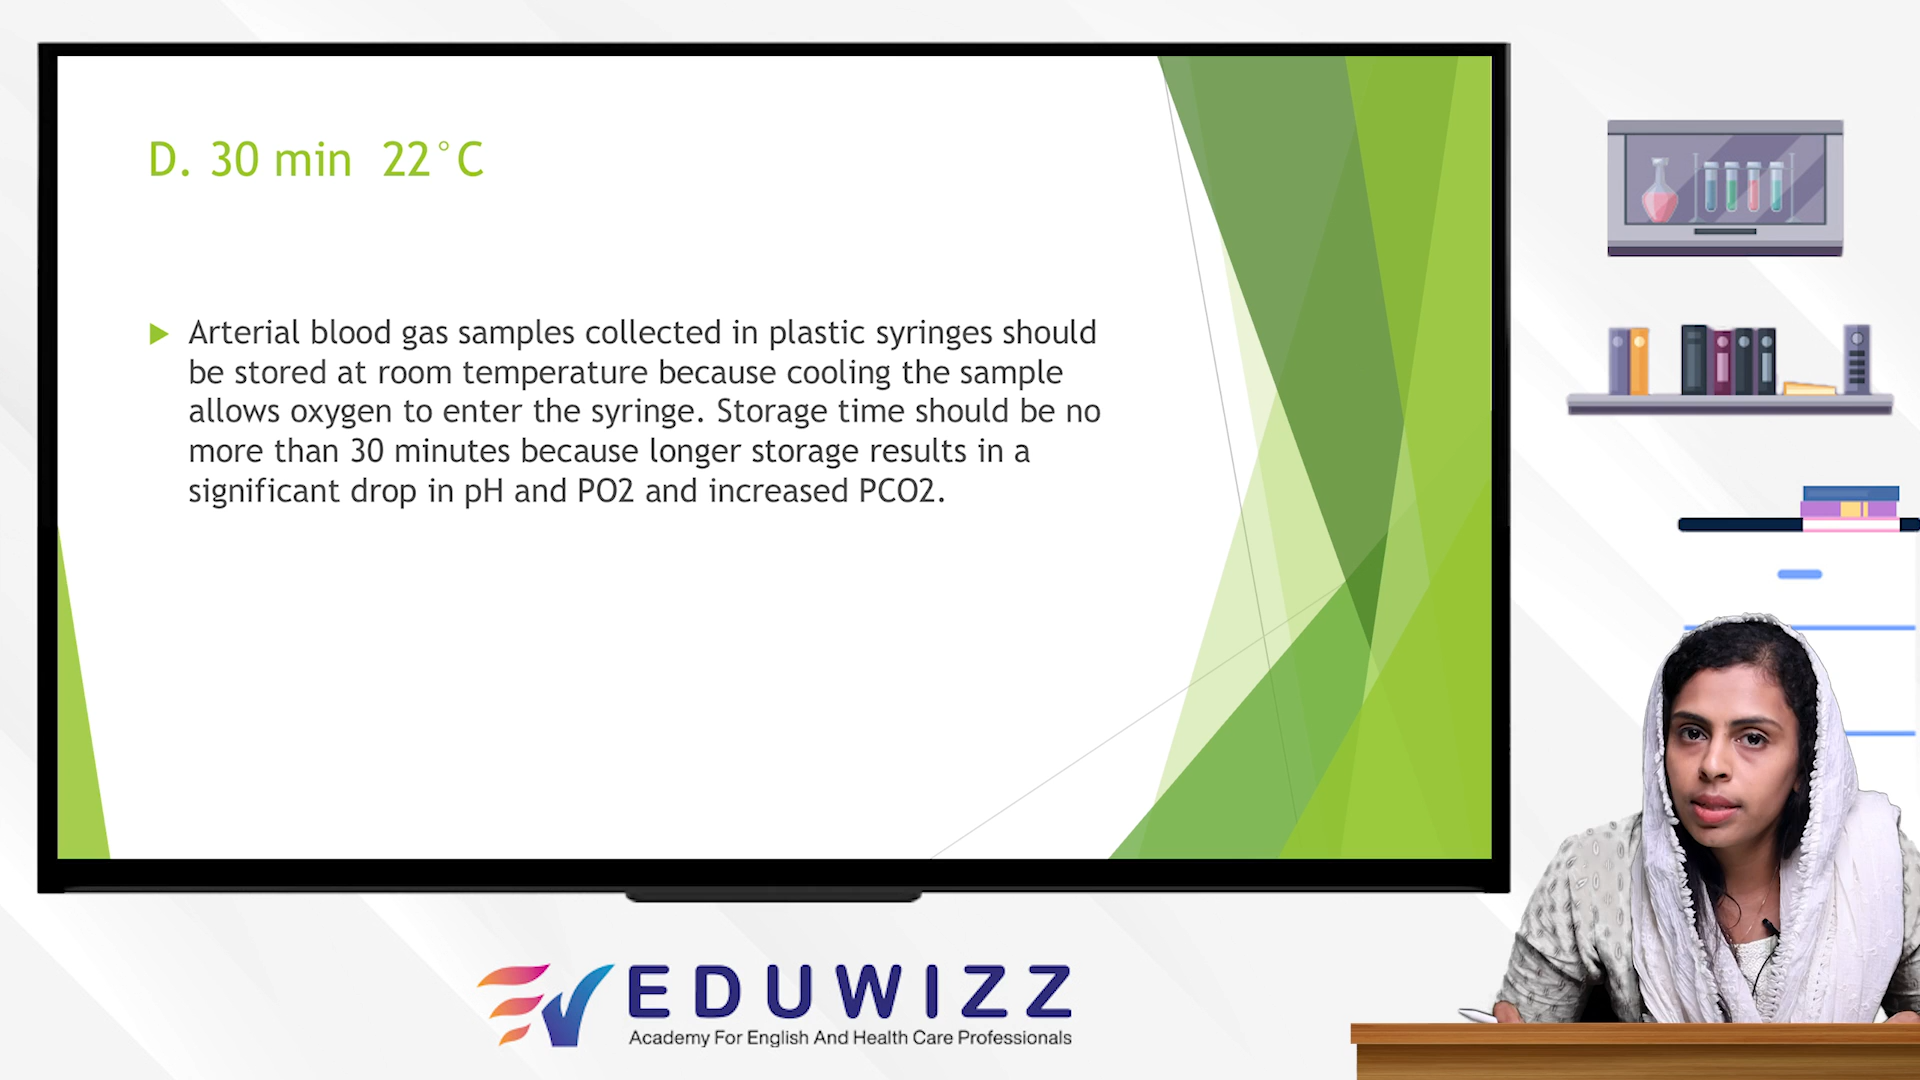 D. 30 min 22°C
Arterial blood gas samples collected in plastic syringes should
be stored at room temperature because cooling the sample
allows oxygen to enter the syringe. Storage time should be no
more than 30 minutes because longer storage results in a
significant drop in pH and PO2 and increased PCO2.
EDUWIZZ
Academy For English And Health Care Professionals